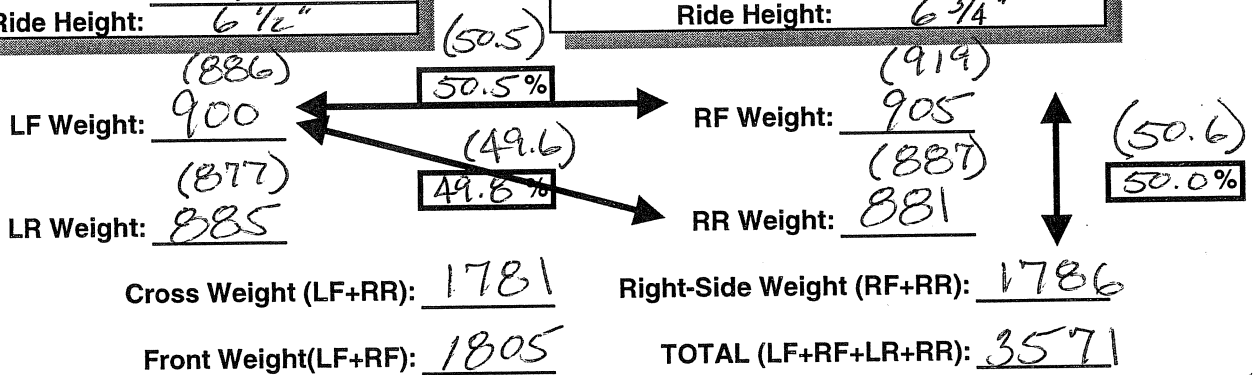 Ride Height: 6 1/2"
Ride Height: 6 3/4"
(50.5)
(886)
(919)
50.5%
LF Weight: 900
RF Weight: 905
(49.6)
(50.6)
(877)
(887)
49.8%
50.0%
LR Weight: 885
RR Weight: 881
Cross Weight (LF+RR): 1781
Right-Side Weight (RF+RR): 1786
Front Weight(LF+RF): 1805
TOTAL (LF+RF+LR+RR): 3571